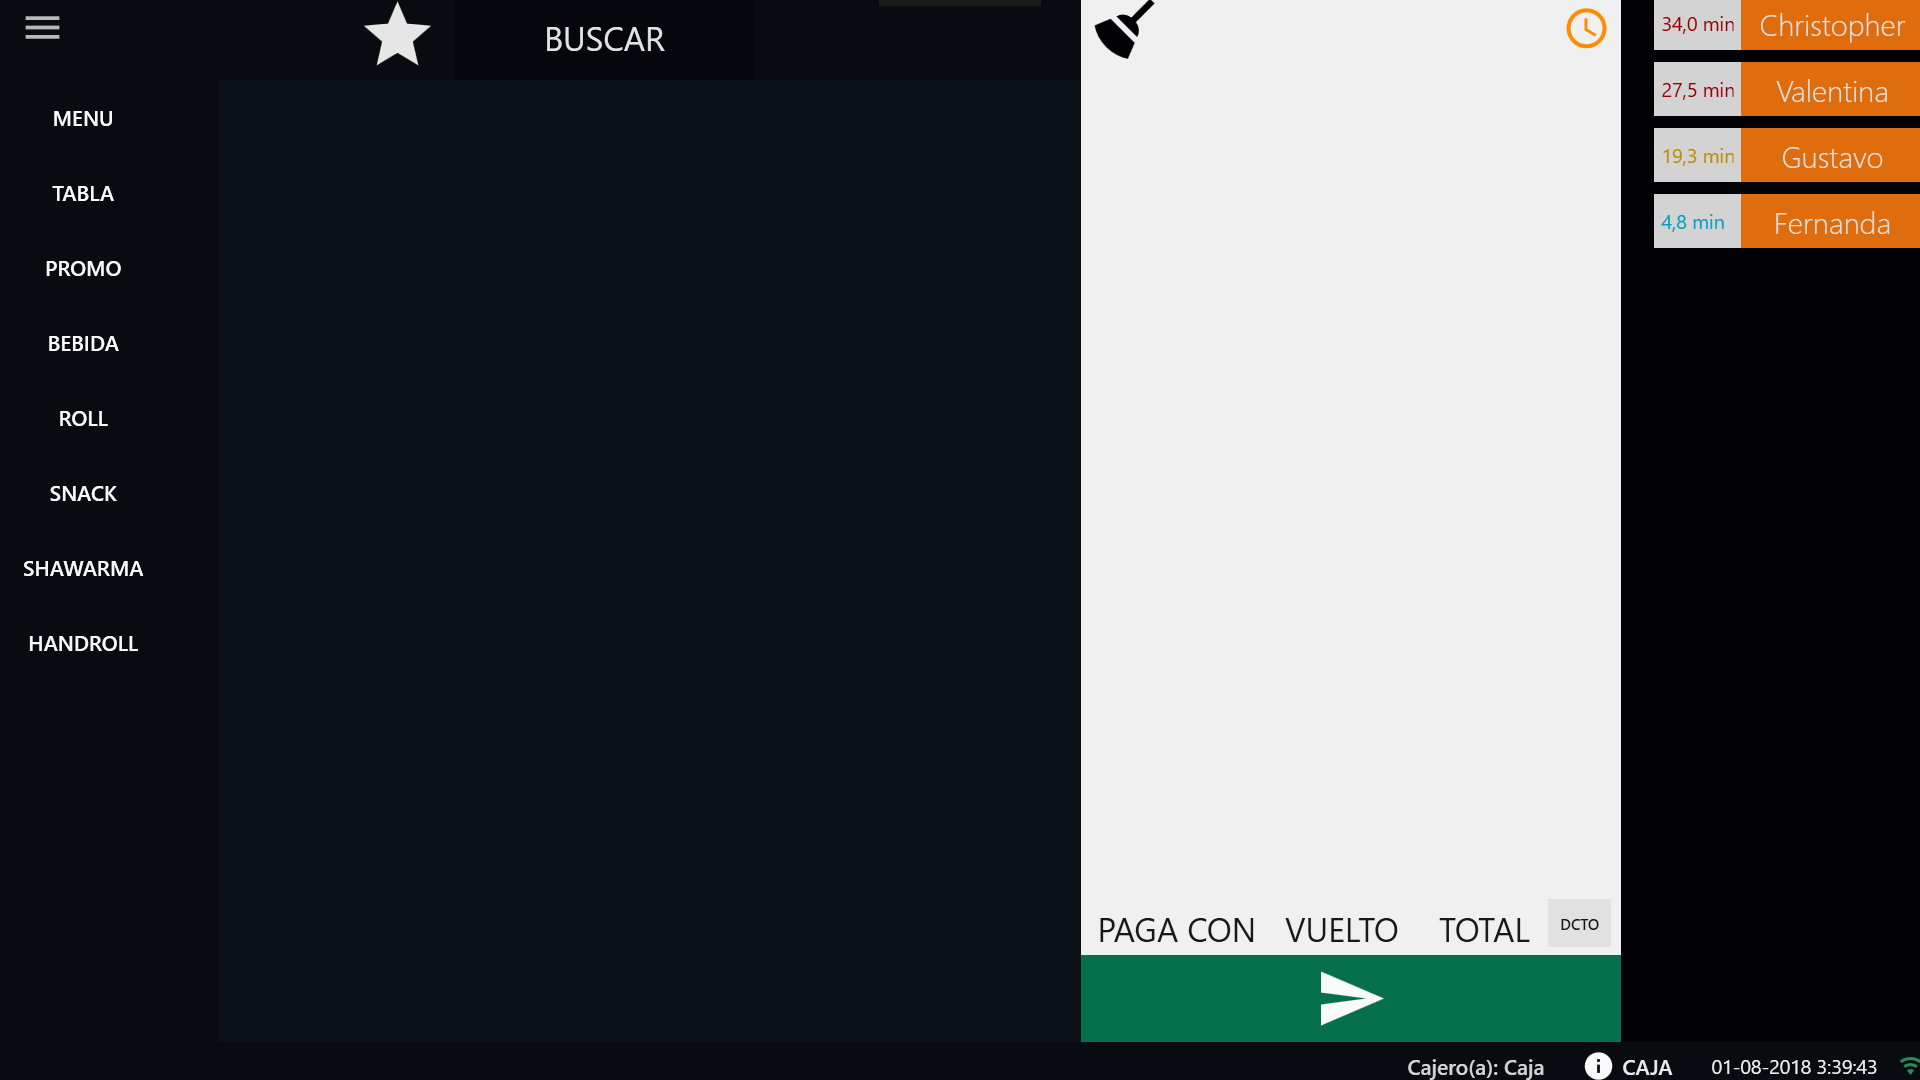 BUSCAR
MENU
TABLA
PROMO
BEBIDA
ROLL
SNACK
SHAWARMA
HANDROLL
PAGA CON VUELTO TOTAL DCTO
34,0 min Christopher
27,5 min Valentina
19,3 min Gustavo
4,8 min Fernanda
Cajero(a): Caja CAJA 01-08-2018 3:39:43